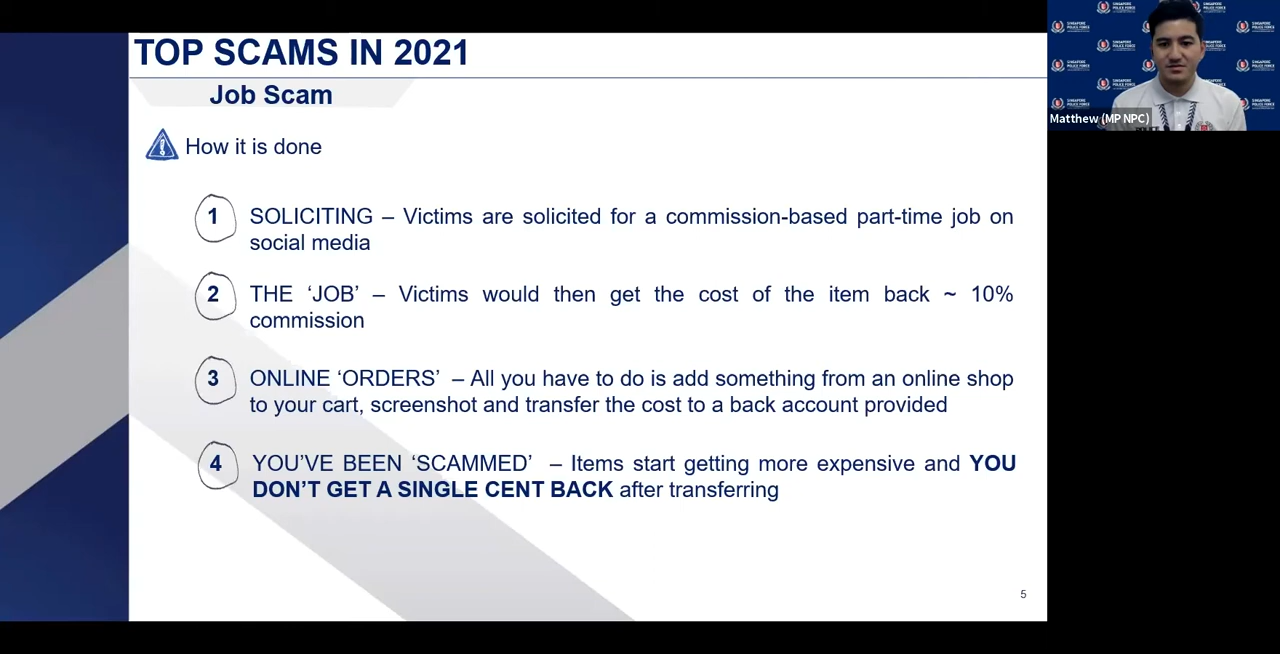 TOP SCAMS IN 2021
Job Scam
How it is done
1 SOLICITING – Victims are solicited for a commission-based part-time job on
social media
2 THE ‘JOB’ – Victims would then get the cost of the item back ~ 10%
commission
3 ONLINE ‘ORDERS’ – All you have to do is add something from an online shop
to your cart, screenshot and transfer the cost to a back account provided
4 YOU’VE BEEN ‘SCAMMED’ – Items start getting more expensive and YOU
DON’T GET A SINGLE CENT BACK after transferring
5
SINGAPORE
POLICE FORCE
Matthew (MP NPC)
POLICE